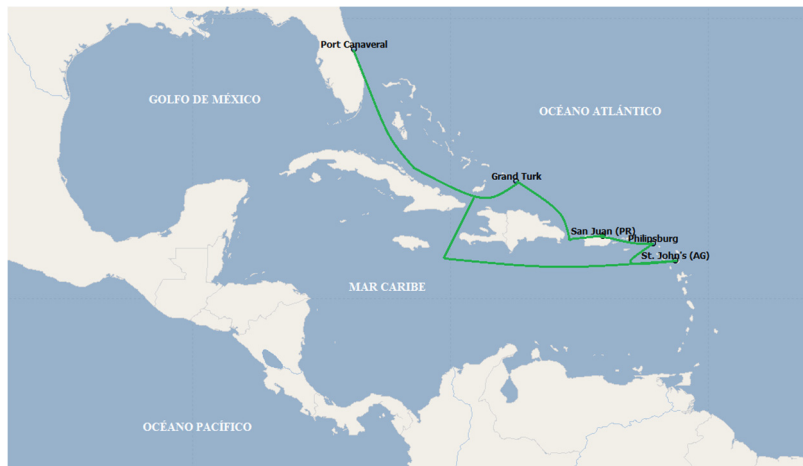 Port Canaveral
GOLFO DE MÉXICO
OCÉANO ATLÁNTICO
Grand Turk
San Juan (PR)
Philipsburg
St. John's (AG)
MAR CARIBE
OCÉANO PACÍFICO